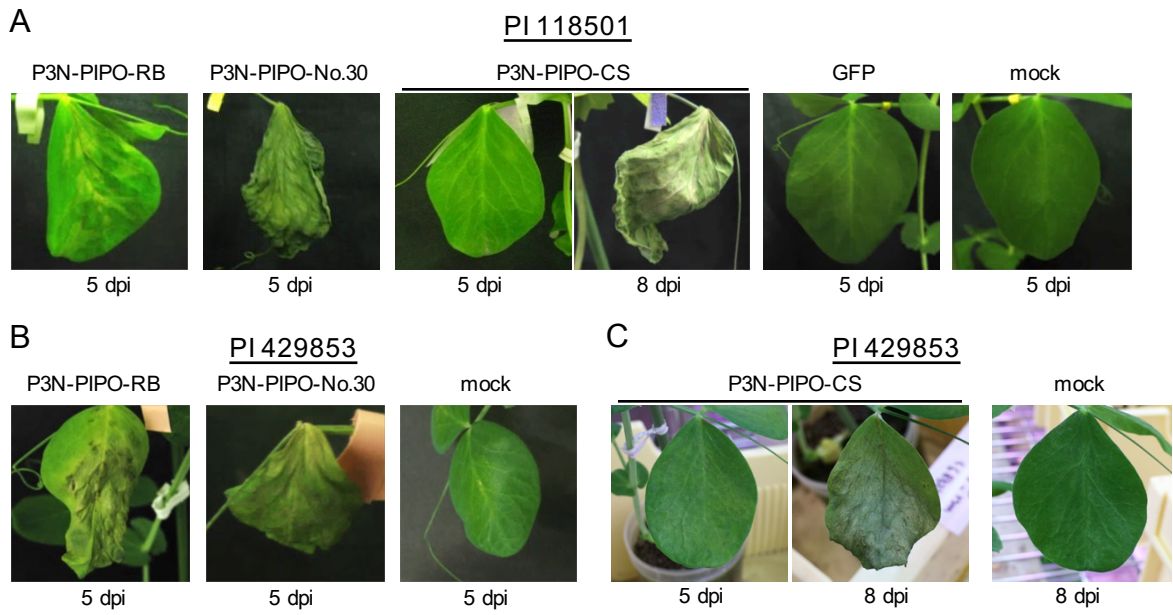 A
PI 118501
P3N-PIPO-RB P3N-PIPO-No.30 P3N-PIPO-CS GFP mock
5 dpi 5 dpi 5 dpi 8 dpi 5 dpi 5 dpi
B
PI 429853
P3N-PIPO-RB P3N-PIPO-No.30 mock
5 dpi 5 dpi 5 dpi
C
PI 429853
P3N-PIPO-CS mock
5 dpi 8 dpi 8 dpi